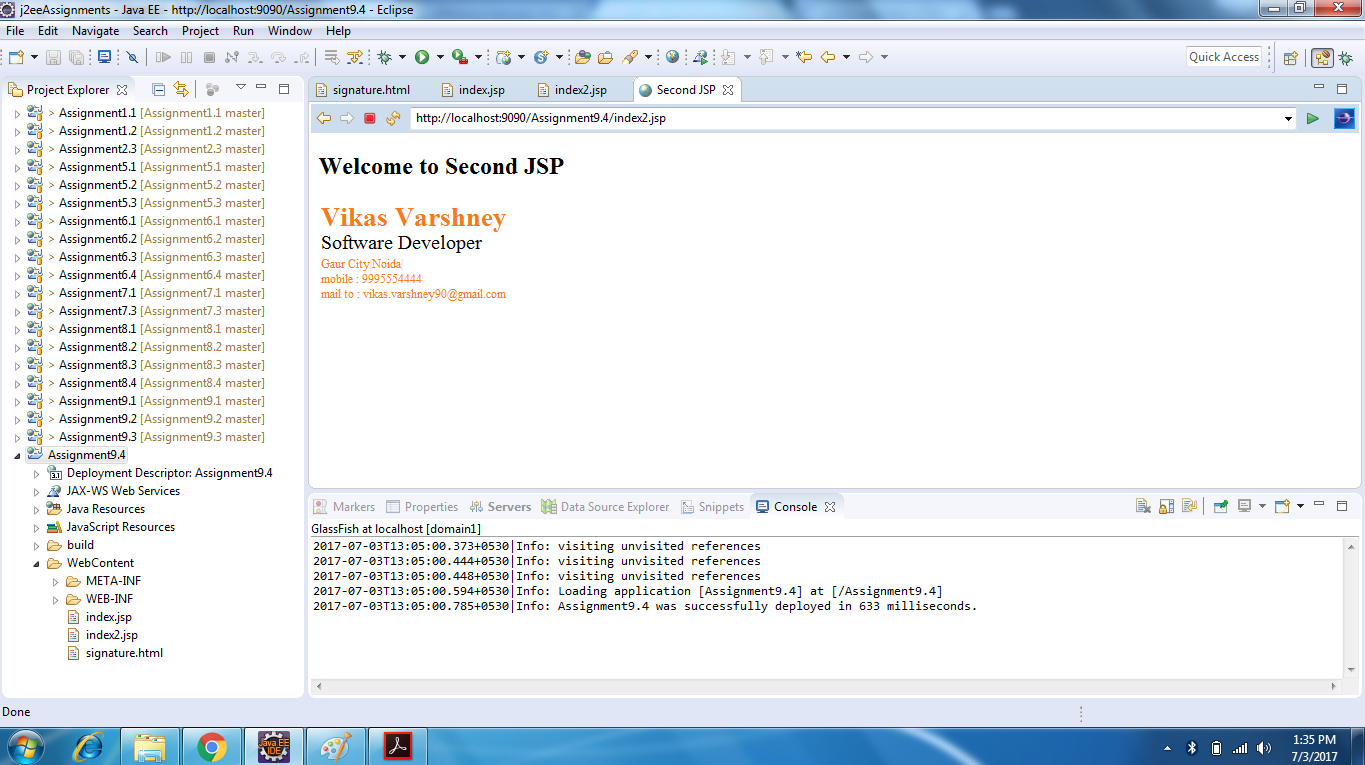 j2eeAssignments - Java EE - http://localhost:9090/Assignment9.4 - Eclipse
File Edit Navigate Search Project Run Window Help
Quick Access
Project Explorer
> Assignment1.1 [Assignment1.1 master]
> Assignment1.2 [Assignment1.2 master]
> Assignment2.3 [Assignment2.3 master]
> Assignment5.1 [Assignment5.1 master]
> Assignment5.2 [Assignment5.2 master]
> Assignment5.3 [Assignment5.3 master]
> Assignment6.1 [Assignment6.1 master]
> Assignment6.2 [Assignment6.2 master]
> Assignment6.3 [Assignment6.3 master]
> Assignment6.4 [Assignment6.4 master]
> Assignment7.1 [Assignment7.1 master]
> Assignment7.3 [Assignment7.3 master]
> Assignment8.1 [Assignment8.1 master]
> Assignment8.2 [Assignment8.2 master]
> Assignment8.3 [Assignment8.3 master]
> Assignment8.4 [Assignment8.4 master]
> Assignment9.1 [Assignment9.1 master]
> Assignment9.2 [Assignment9.2 master]
> Assignment9.3 [Assignment9.3 master]
Assignment9.4
3.1 Deployment Descriptor: Assignment9.4
JAX-WS Web Services
Java Resources
JavaScript Resources
build
WebContent
META-INF
WEB-INF
index.jsp
index2.jsp
signature.html
signature.html index.jsp index2.jsp Second JSP
http://localhost:9090/Assignment9.4/index2.jsp
Welcome to Second JSP
Vikas Varshney
Software Developer
Gaur City|Noida|
mobile : 9995554444
mail to : vikas.varshney90@gmail.com
Markers Properties Servers Data Source Explorer Snippets Console
GlassFish at localhost [domain1]
2017-07-03T13:05:00.373+0530|Info: visiting unvisited references
2017-07-03T13:05:00.444+0530|Info: visiting unvisited references
2017-07-03T13:05:00.448+0530|Info: visiting unvisited references
2017-07-03T13:05:00.594+0530|Info: Loading application [Assignment9.4] at [/Assignment9.4]
2017-07-03T13:05:00.785+0530|Info: Assignment9.4 was successfully deployed in 633 milliseconds.
Done
Java EE
IDE
1:35 PM
7/3/2017